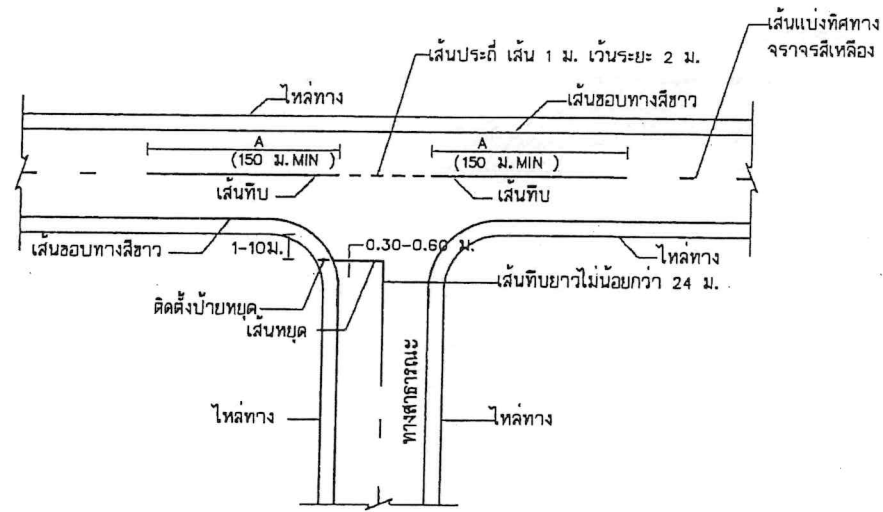 เส้นแบ่งทิศทาง
จราจรสีเหลือง
เส้นประถี่ เส้น 1 ม. เว้นระยะ 2 ม.
ไหล่ทาง
เส้นขอบทางสีขาว
A
(150 ม.MIN )
A
(150 ม.MIN )
เส้นทึบ
เส้นทึบ
เส้นขอบทางสีขาว
1-10ม.
0.30-0.60 ม.
ไหล่ทาง
เส้นทึบยาวไม่น้อยกว่า 24 ม.
ติดตั้งป้ายหยุด
เส้นหยุด
ทางสาธารณะ
ไหล่ทาง
ไหล่ทาง